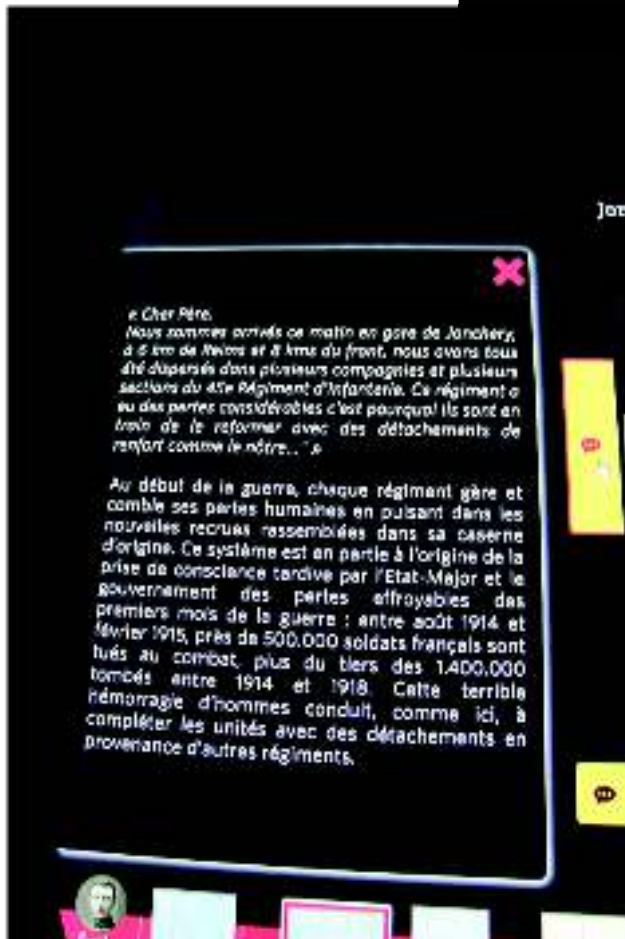 Jor
« Cher Père,
Nous sommes arrivés ce matin en gare de Jonchery,
à 6 km de Reims et 8 kms du front, nous avons tous
été dispersés dans plusieurs compagnies et plusieurs
sections du 45e Régiment d'Infanterie. Ce régiment a
eu des pertes considérables c'est pourquoi ils sont en
train de le reformer avec des détachements de
renfort comme le nôtre..." »
Au début de la guerre, chaque régiment gère et
comble ses pertes humaines en puisant dans les
nouvelles recrues rassemblées dans sa caserne
d'origine. Ce système est en partie à l'origine de la
prise de conscience tardive par l'Etat-Major et le
gouvernement des pertes effroyables des
premiers mois de la guerre : entre août 1914 et
février 1915, près de 500.000 soldats français sont
tués au combat, plus du tiers des 1.400.000
tombés entre 1914 et 1918. Cette terrible
hémorragie d'hommes conduit, comme ici, à
compléter les unités avec des détachements en
provenance d'autres régiments.